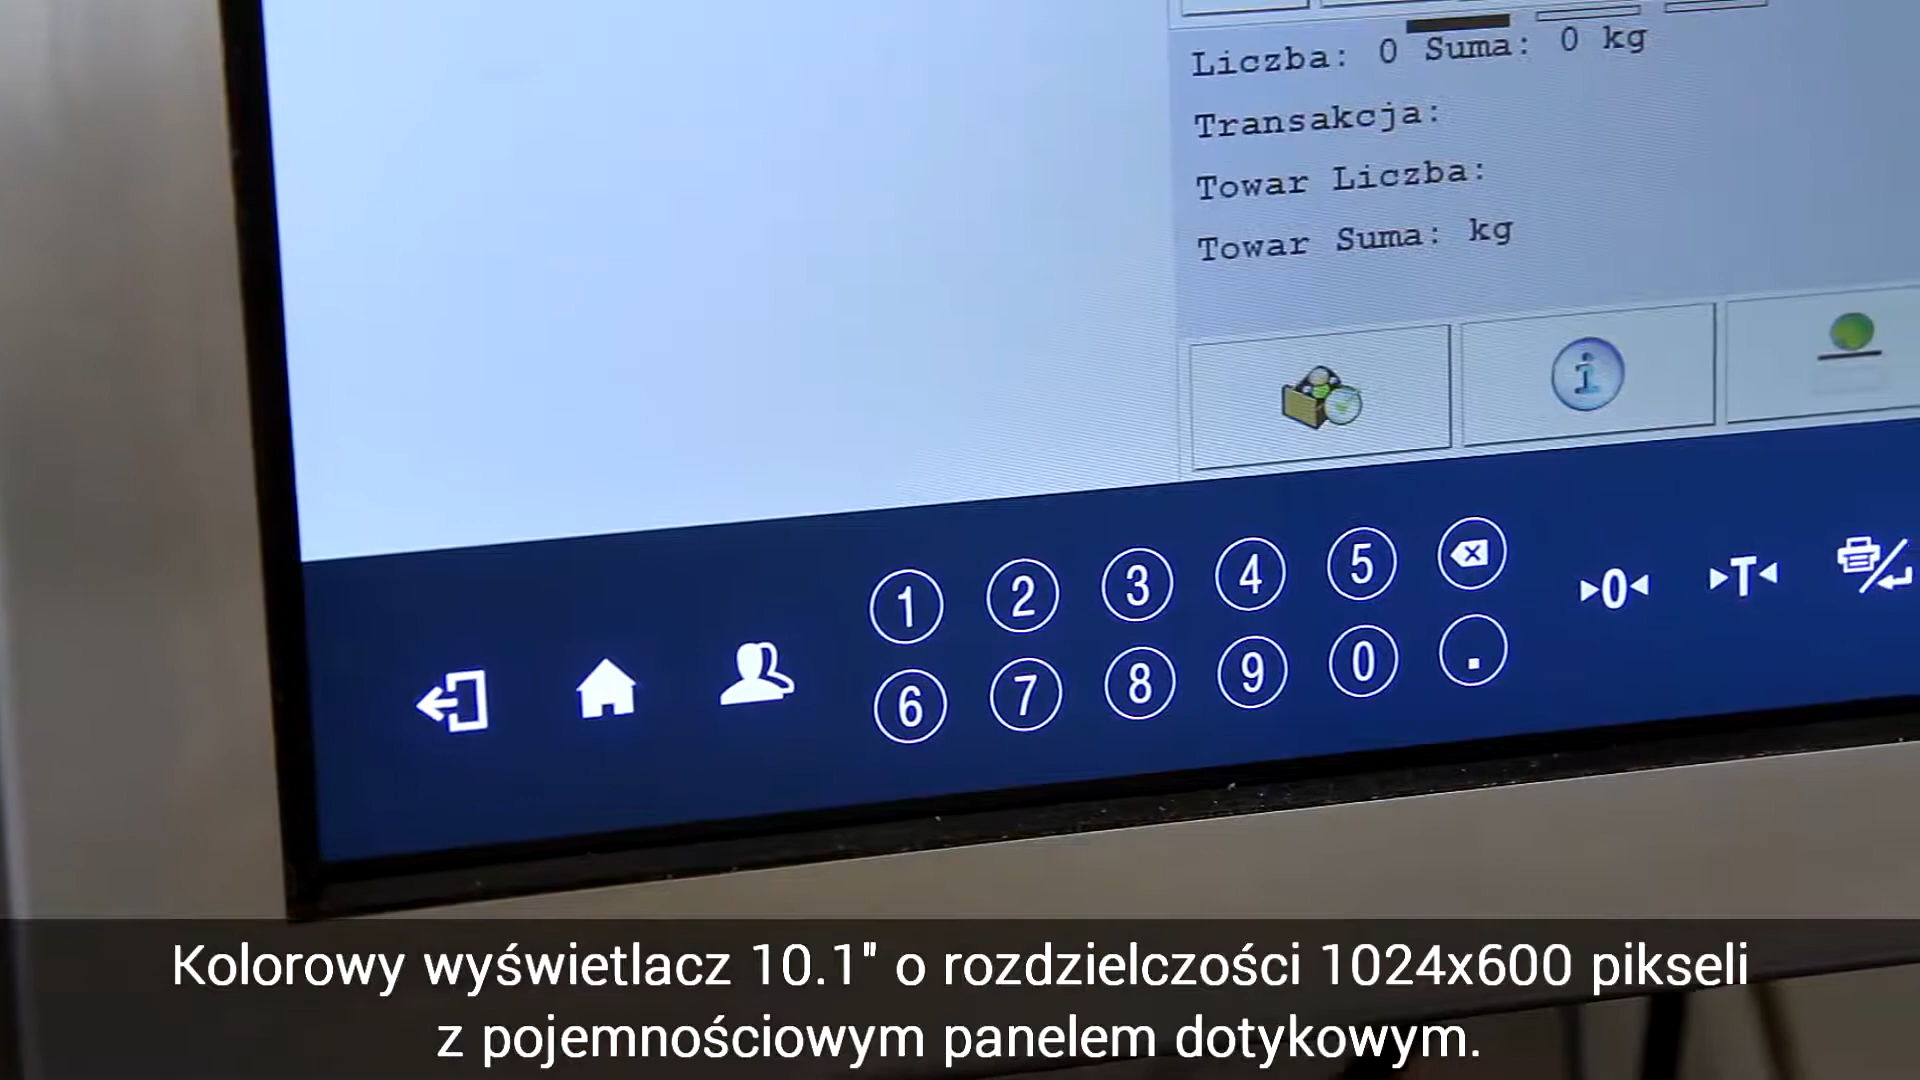 Liczba: 0 Suma: 0 kg
Transakcja:
Towar Liczba:
Towar Suma: kg
1 2 3 4 5
0 T
6 7 8 9 0 .
Kolorowy wyświetlacz 10.1" o rozdzielczości 1024x600 pikseli
z pojemnościowym panelem dotykowym.